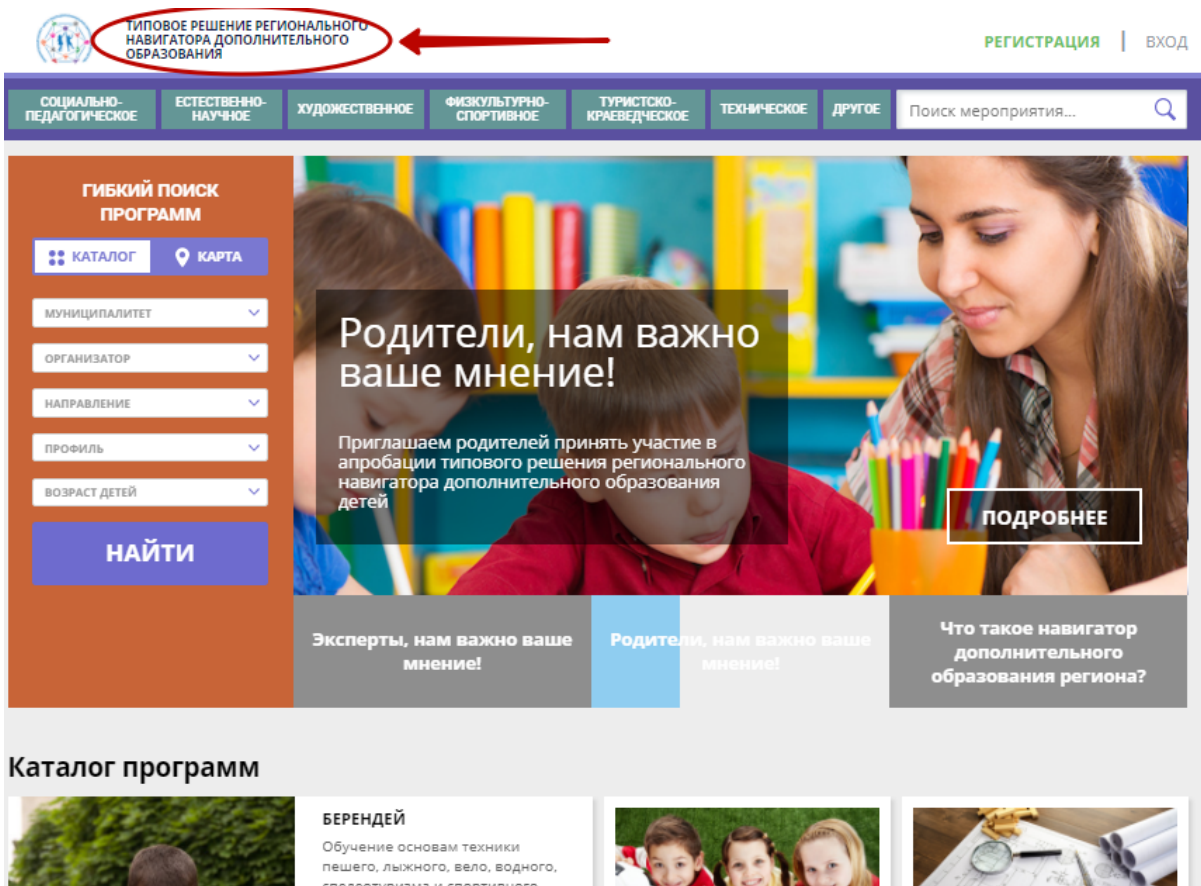 ТИПОВОЕ РЕШЕНИЕ РЕГИОНАЛЬНОГО
НАВИГАТОРА ДОПОЛНИТЕЛЬНОГО
ОБРАЗОВАНИЯ
РЕГИСТРАЦИЯ | ВХОД
СОЦИАЛЬНО-
ПЕДАГОГИЧЕСКОЕ
ЕСТЕСТВЕННО-
НАУЧНОЕ
ХУДОЖЕСТВЕННОЕ
ФИЗКУЛЬТУРНО-
СПОРТИВНОЕ
ТУРИСТСКО-
КРАЕВЕДЧЕСКОЕ
ТЕХНИЧЕСКОЕ
ДРУГОЕ
Поиск мероприятия...
ГИБКИЙ ПОИСК
ПРОГРАММ
КАТАЛОГ
КАРТА
МУНИЦИПАЛИТЕТ
ОРГАНИЗАТОР
НАПРАВЛЕНИЕ
ПРОФИЛЬ
ВОЗРАСТ ДЕТЕЙ
НАЙТИ
Родители, нам важно
ваше мнение!
Приглашаем родителей принять участие в
апробации типового решения регионального
навигатора дополнительного образования
детей
ПОДРОБНЕЕ
Эксперты, нам важно ваше
мнение!
Родители, нам важно ваше
мнение!
Что такое навигатор
дополнительного
образования региона?
Каталог программ
БЕРЕНДЕЙ
Обучение основам техники
пешего, лыжного, вело, водного,
спелеотуризма и спортивного